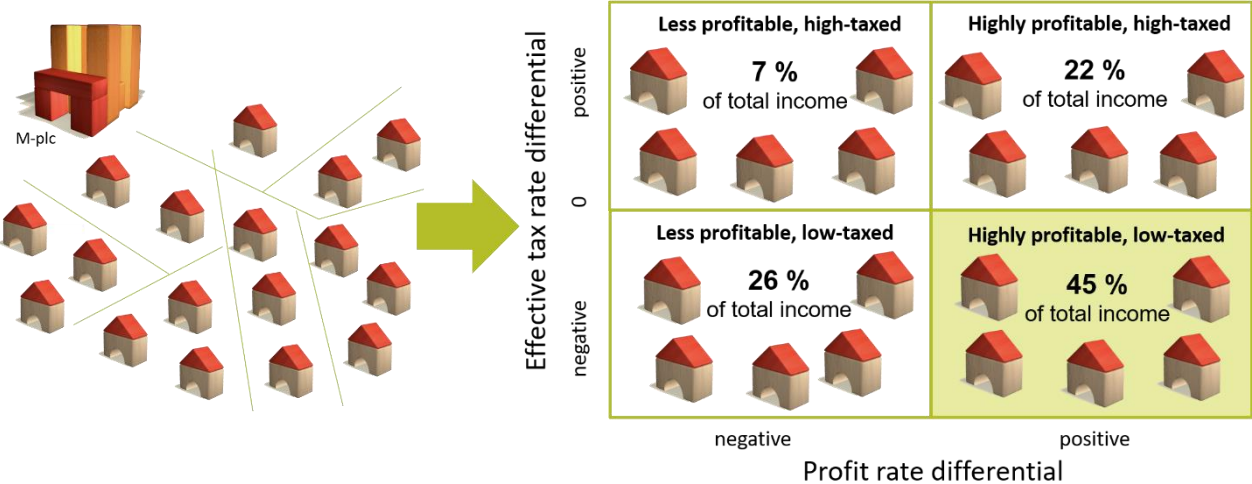 M-plc
Effective tax rate differential
positive
0
negative
Less profitable, high-taxed
7 %
of total income
Highly profitable, high-taxed
22 %
of total income
Less profitable, low-taxed
26 %
of total income
Highly profitable, low-taxed
45 %
of total income
negative
positive
Profit rate differential